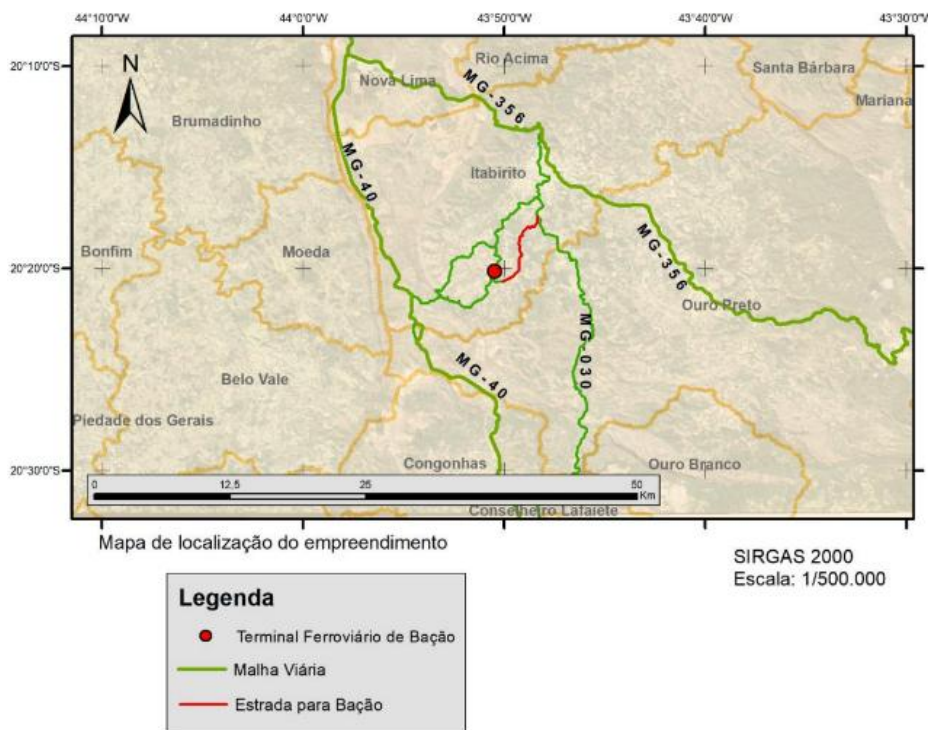 44°10'0"W
44°0'0"W
43°50'0"W
43°40'0"W
43°30'0"W
20°10'0"S
20°20'0"S
20°30'0"S
N
Rio Acima
Nova Lima
Santa Bárbara
Mariana
Brumadinho
MG-356
MG-40
Itabirito
Bonfim
Moeda
MG-356
Ouro Preto
MG-030
MG-40
Belo Vale
Piedade dos Gerais
Congonhas
Ouro Branco
0 12,5 25 50
Km
Conselheiro Lafaiete
Mapa de localização do empreendimento
SIRGAS 2000
Escala: 1/500.000
Legenda
Terminal Ferroviário de Bação
Malha Viária
Estrada para Bação